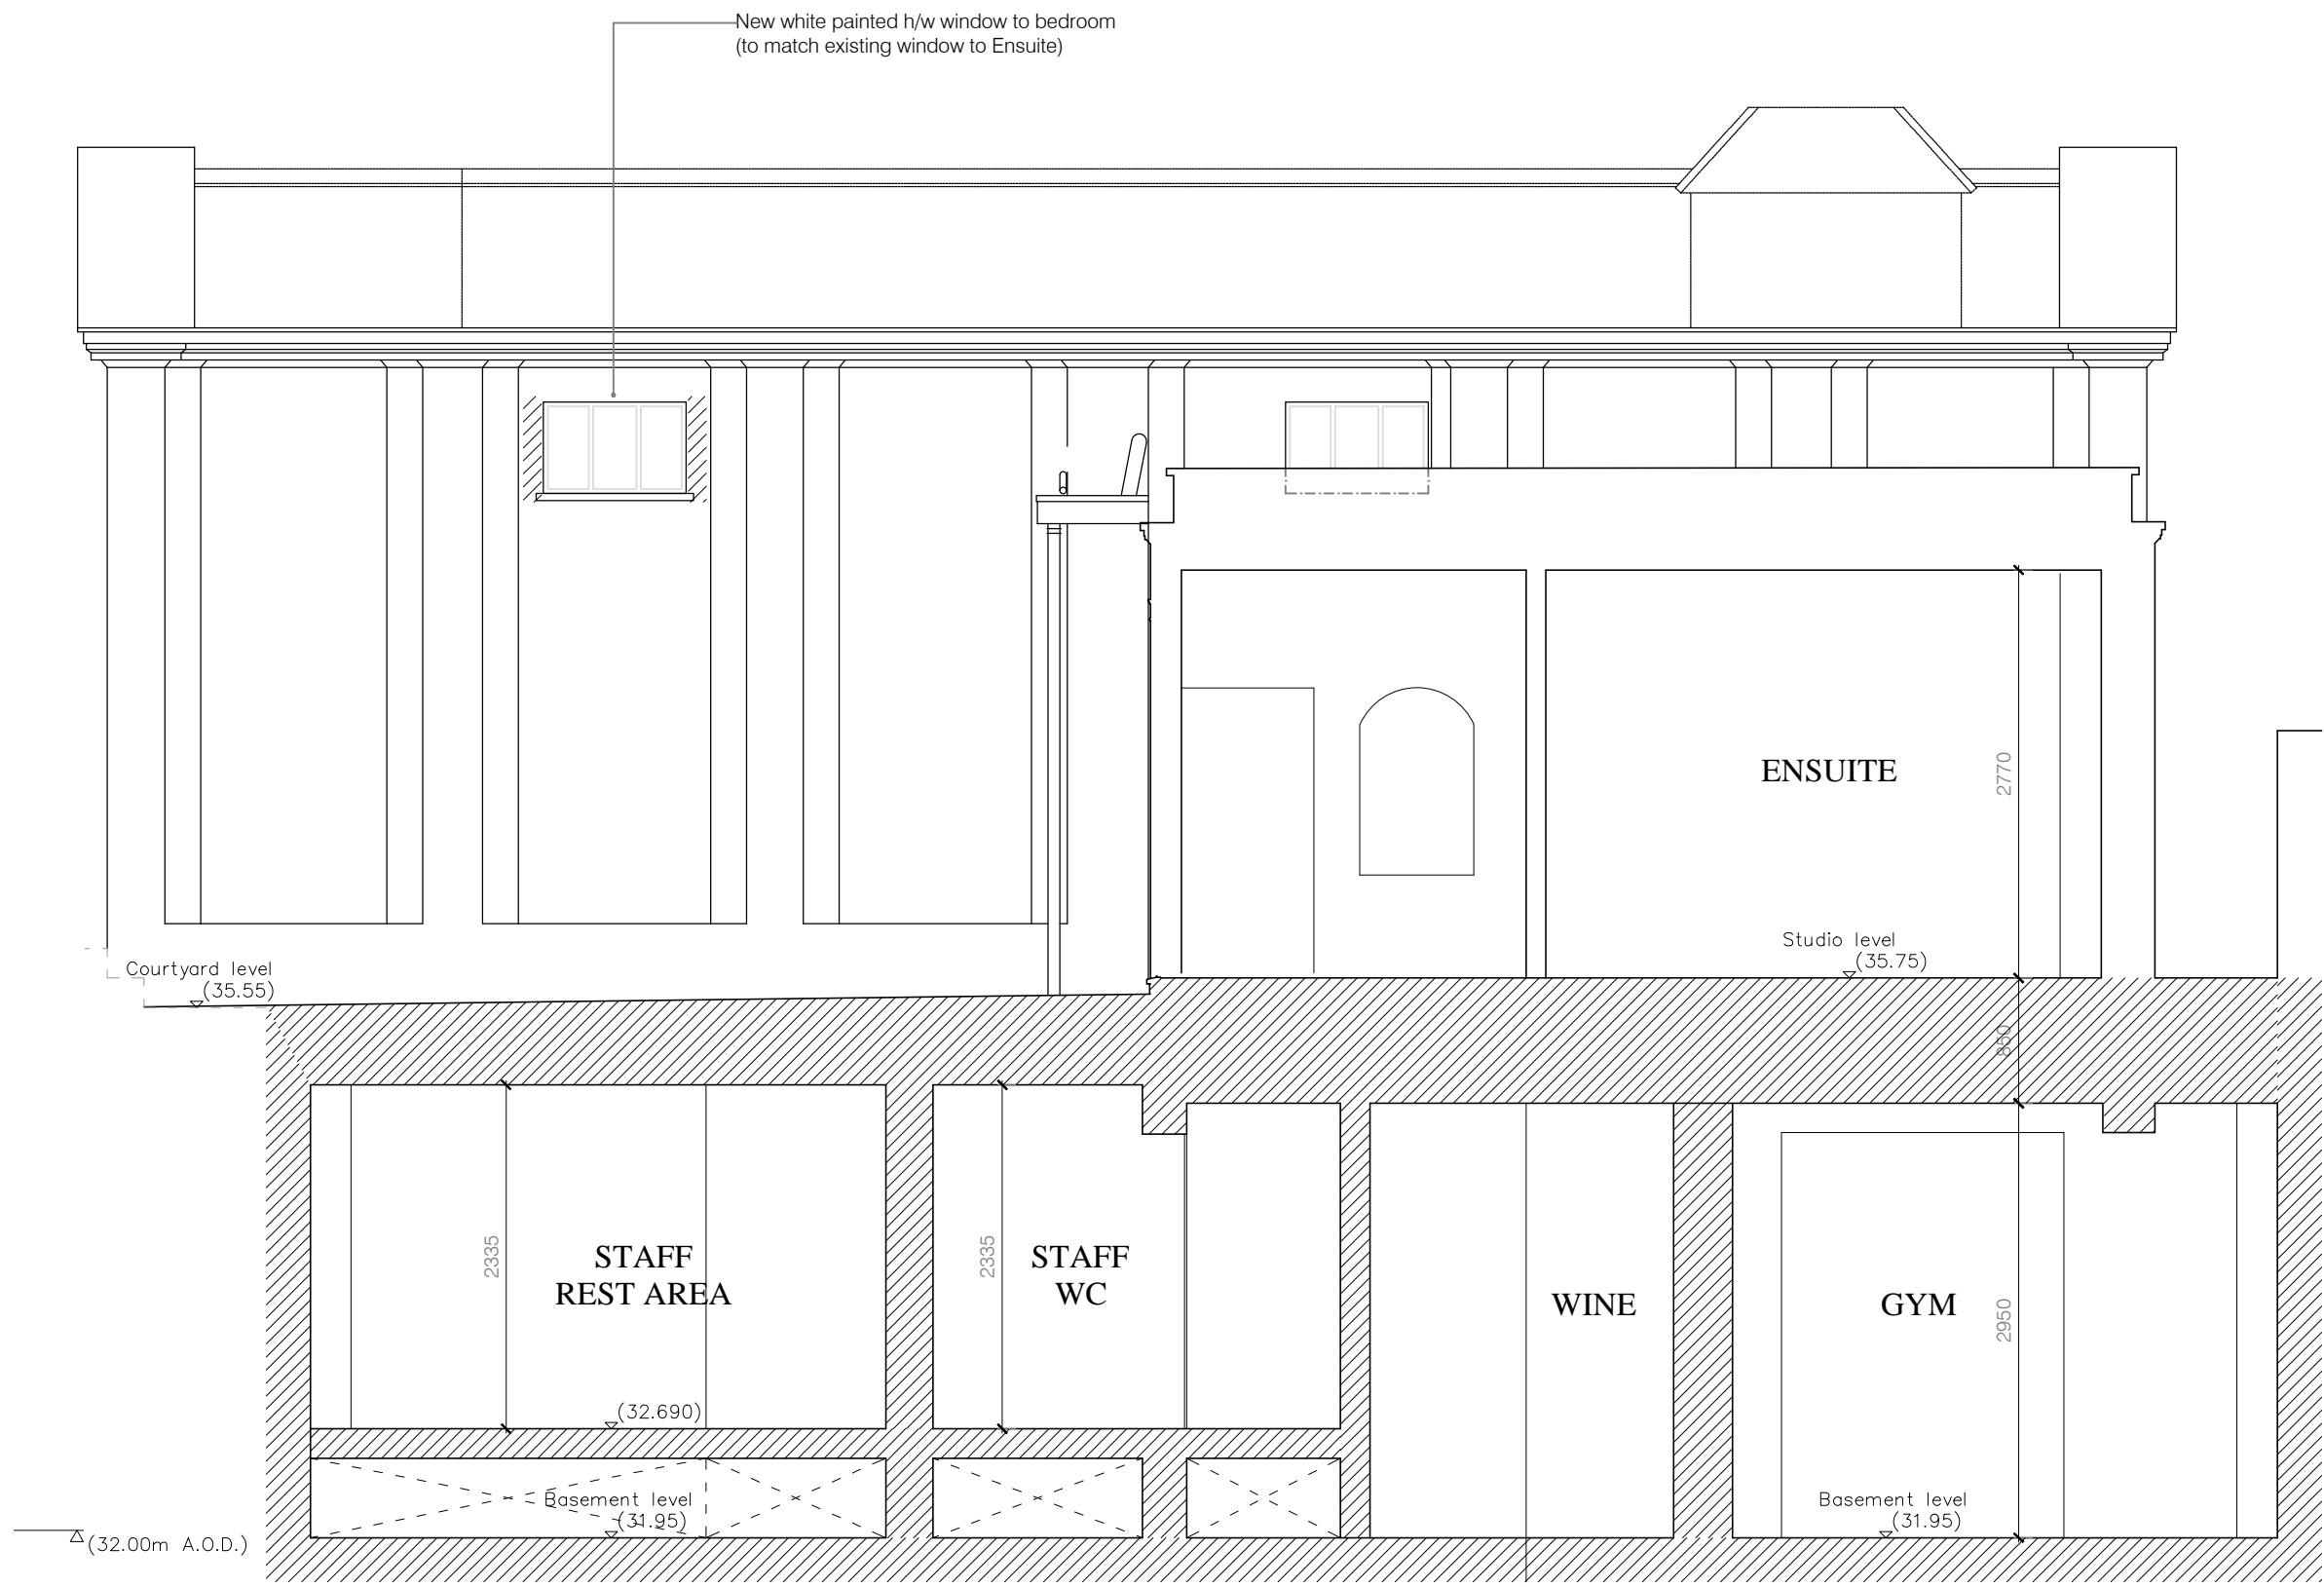 New white painted h/w window to bedroom
(to match existing window to Ensuite)
ENSUITE
2770
Studio level
(35.75)
Courtyard level
(35.55)
850
2335
STAFF
REST AREA
2335
STAFF
WC
WINE
GYM
2950
(32.690)
Basement level
(31.95)
Basement level
(31.95)
(32.00m A.O.D.)